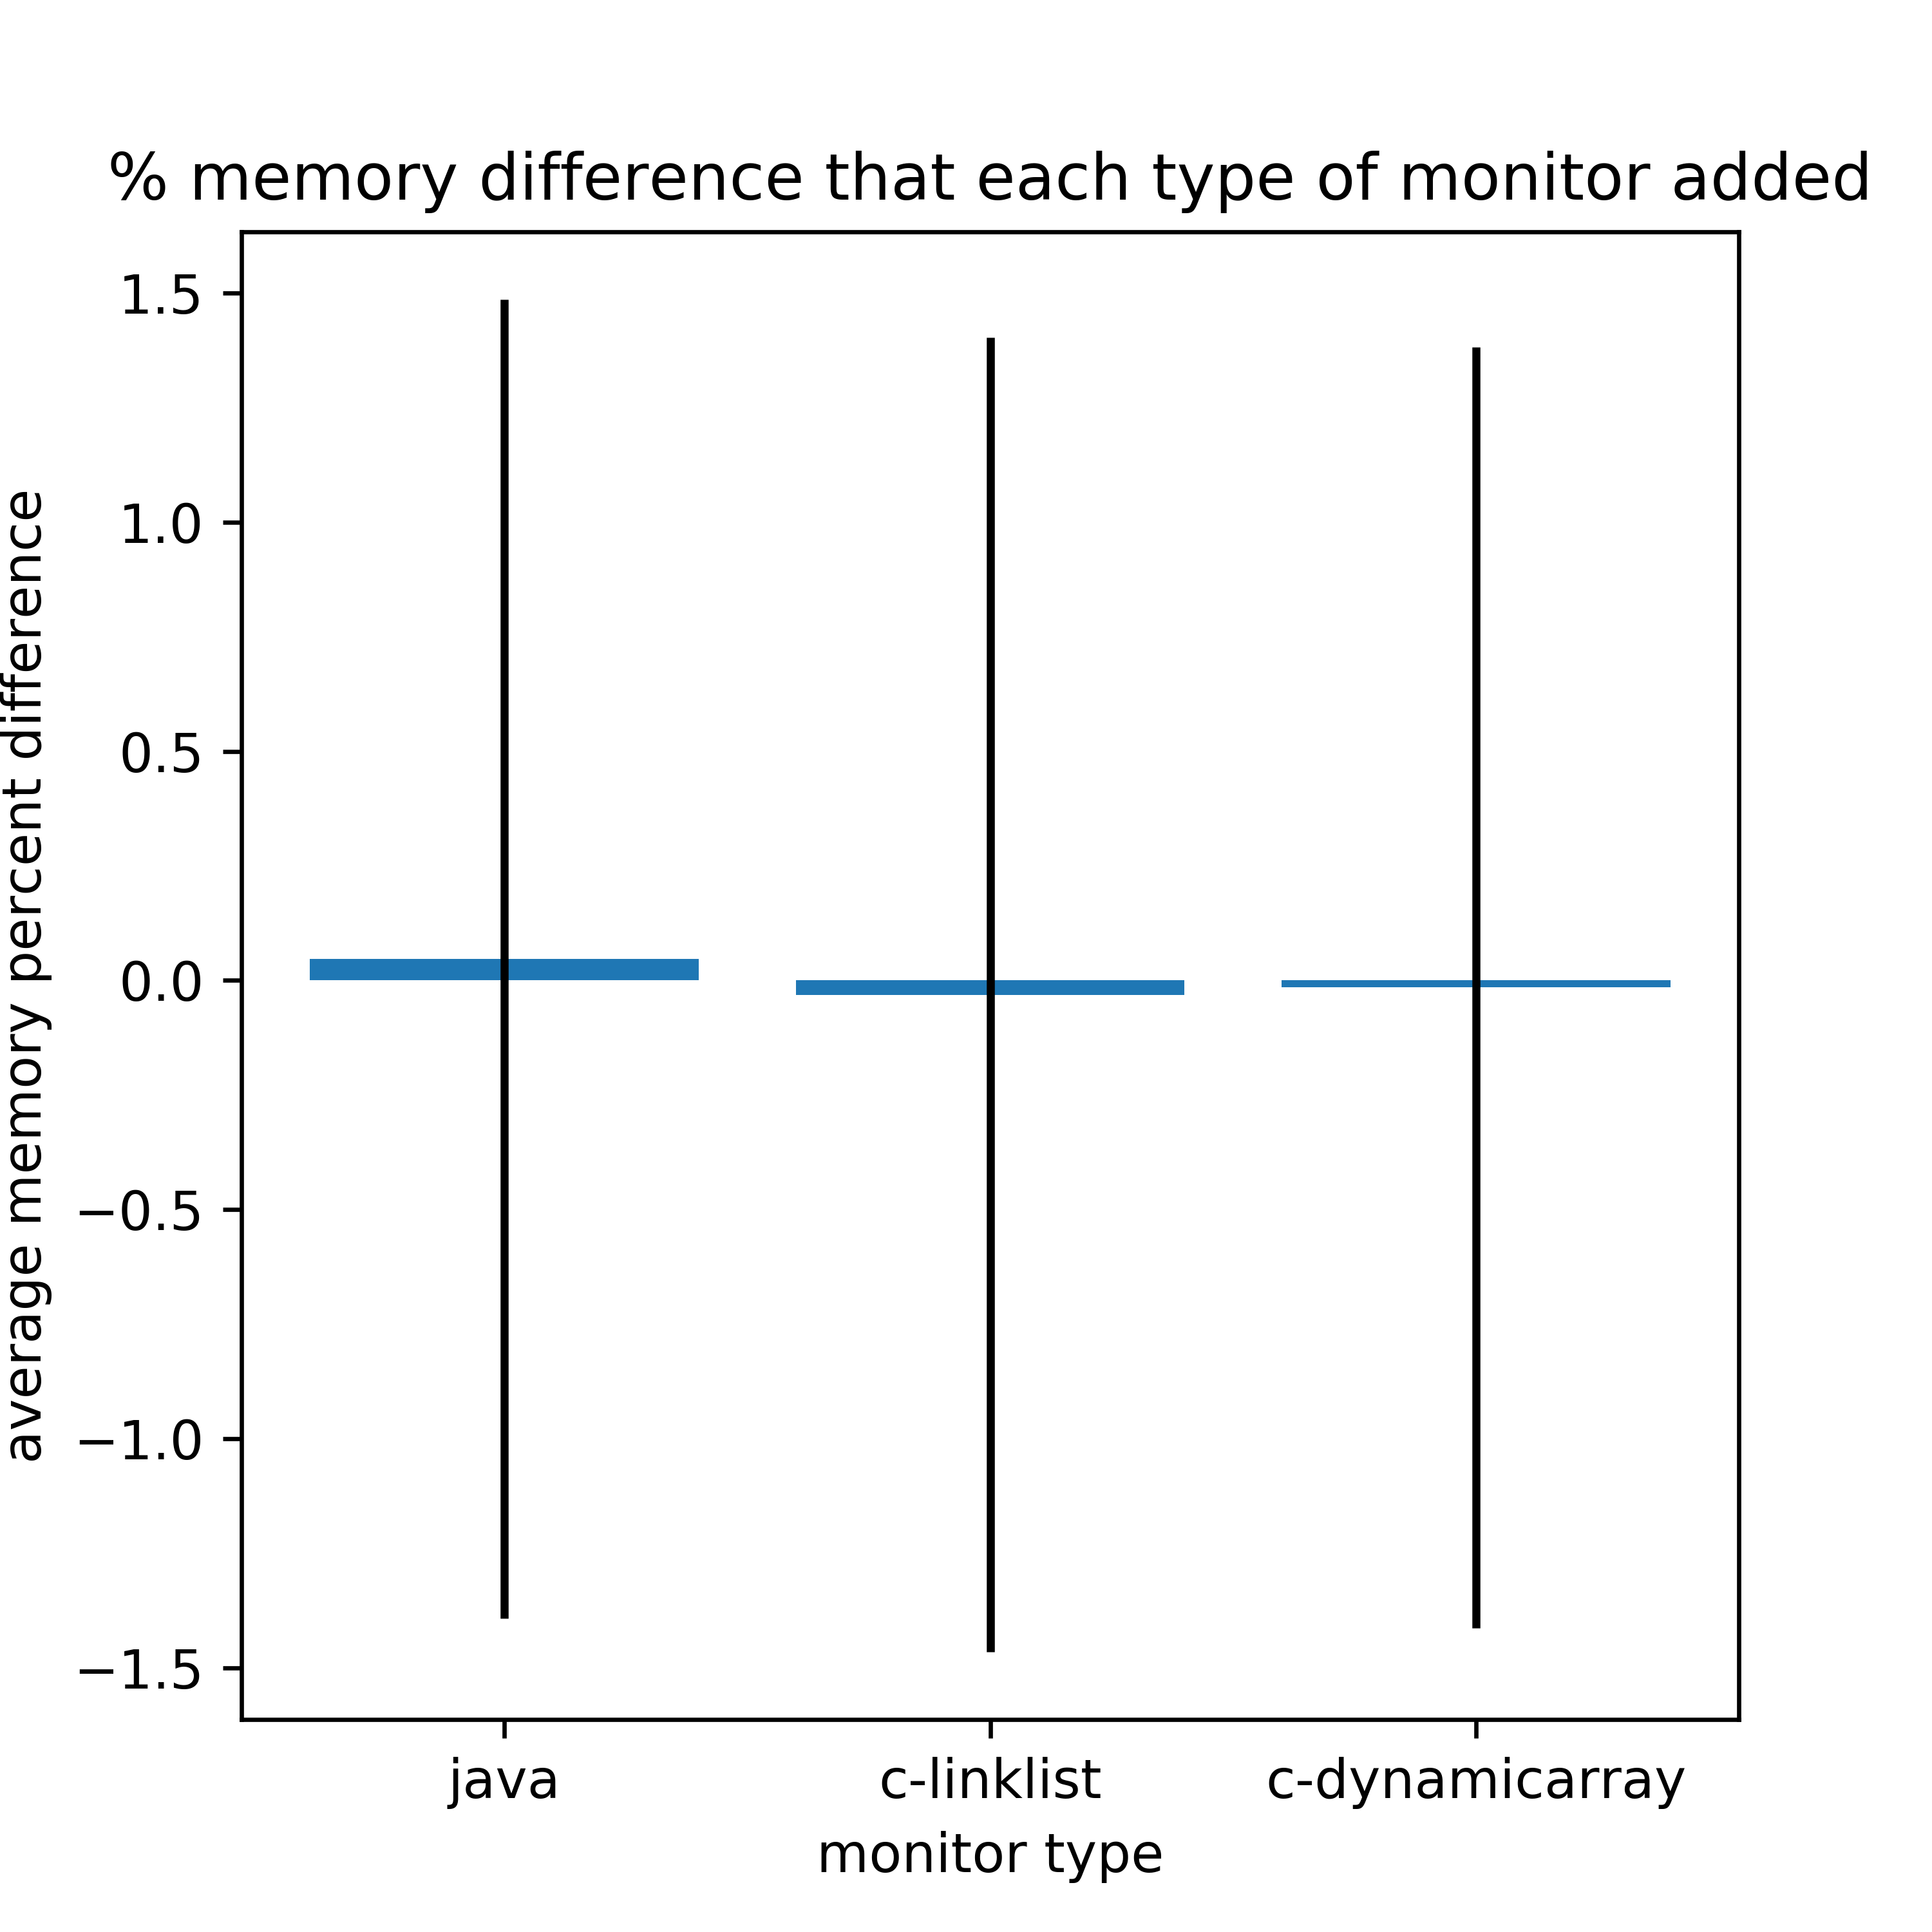 % memory difference that each type of monitor added
average memory percent difference
1.5
1.0
0.5
0.0
−0.5
−1.0
−1.5
java c-linklist c-dynamicarray
monitor type